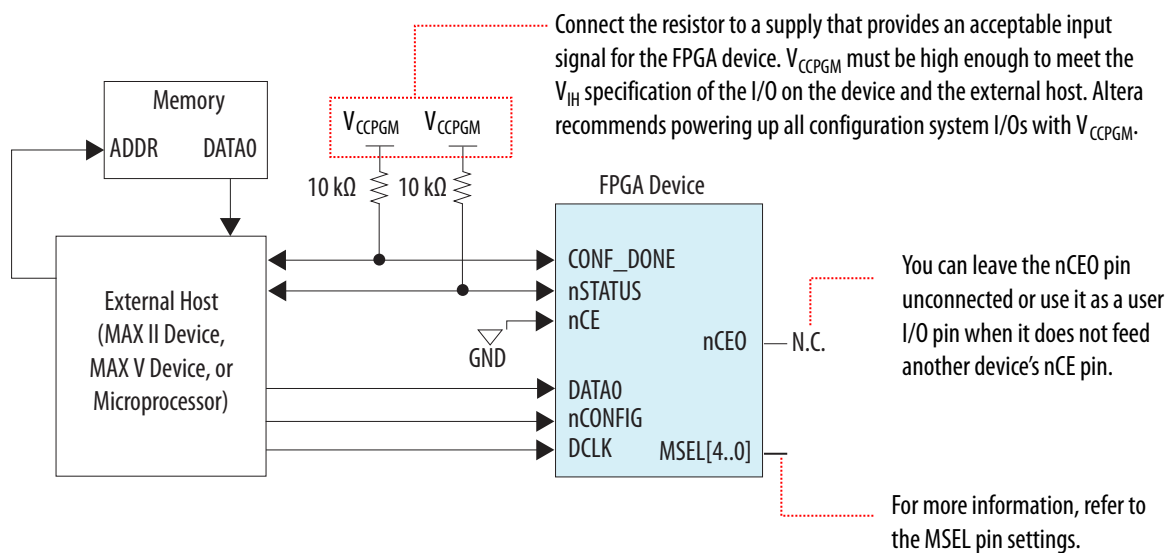 Connect the resistor to a supply that provides an acceptable input
signal for the FPGA device. VCCPGM must be high enough to meet the
VIH specification of the I/O on the device and the external host. Altera
recommends powering up all configuration system I/Os with VCCPGM.
Memory
ADDR DATA0
VCCPGM VCCPGM
10 kΩ 10 kΩ
FPGA Device
External Host
(MAX II Device,
MAX V Device, or
Microprocessor)
CONF_DONE
nSTATUS
nCE
GND
nCEO
N.C.
DATA0
nCONFIG
DCLK
MSEL[4..0]
You can leave the nCEO pin
unconnected or use it as a user
I/O pin when it does not feed
another device's nCE pin.
For more information, refer to
the MSEL pin settings.